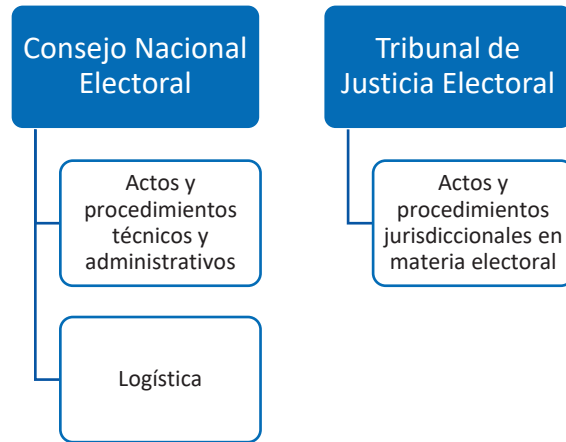 Consejo Nacional
Electoral
Actos y
procedimientos
técnicos y
administrativos
Logística
Tribunal de
Justicia Electoral
Actos y
procedimientos
jurisdiccionales en
materia electoral